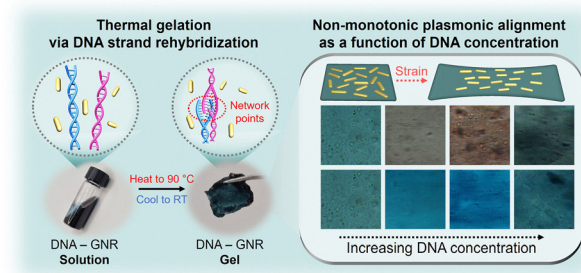 Thermal gelation
via DNA strand rehybridization
Network
points
Heat to 90 °C
Cool to RT
DNA – GNR
Solution
DNA – GNR
Gel
Non-monotonic plasmonic alignment
as a function of DNA concentration
Strain
Increasing DNA concentration